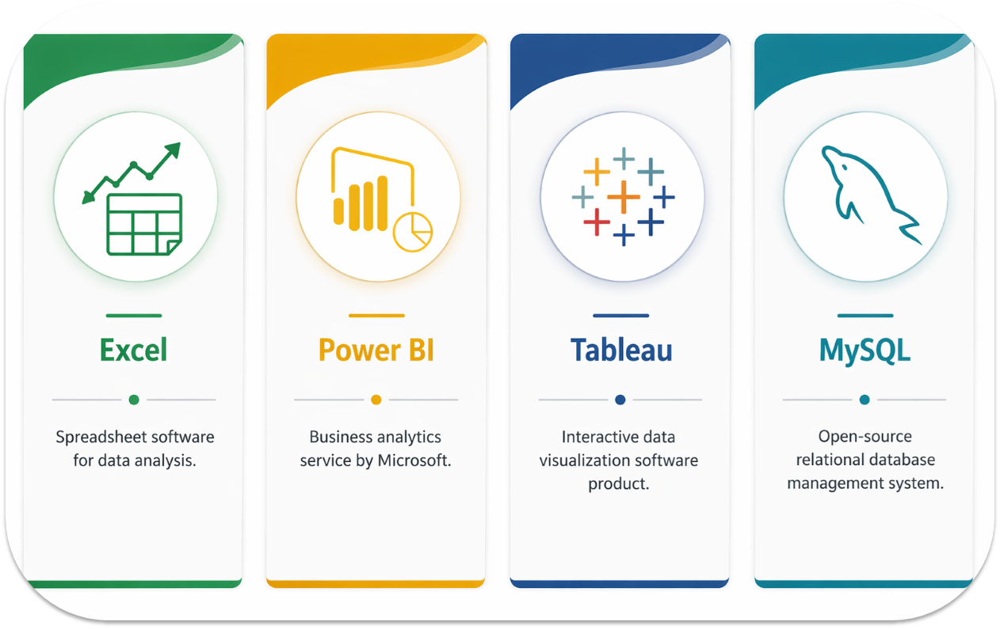 Excel
Spreadsheet software
for data analysis.
Power BI
Business analytics
service by Microsoft.
Tableau
Interactive data
visualization software
product.
MySQL
Open-source
relational database
management system.